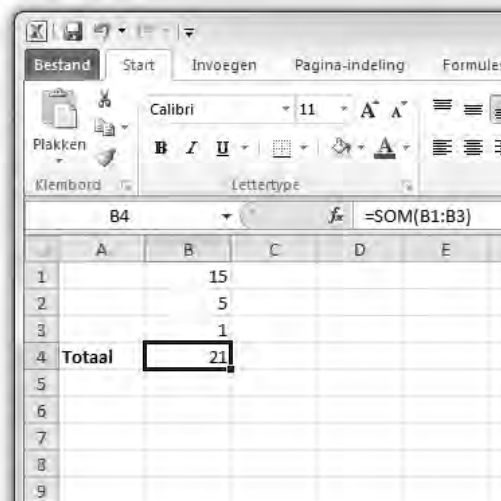 Bestand Start Invoegen Pagina-indeling Formules
Calibri 11 A A
Plakken B I U A
Klembord Lettertype
B4 fx =SOM(B1:B3)
A B C D E
1 15
2 5
3 1
4 Totaal 21
5
6
7
8
9